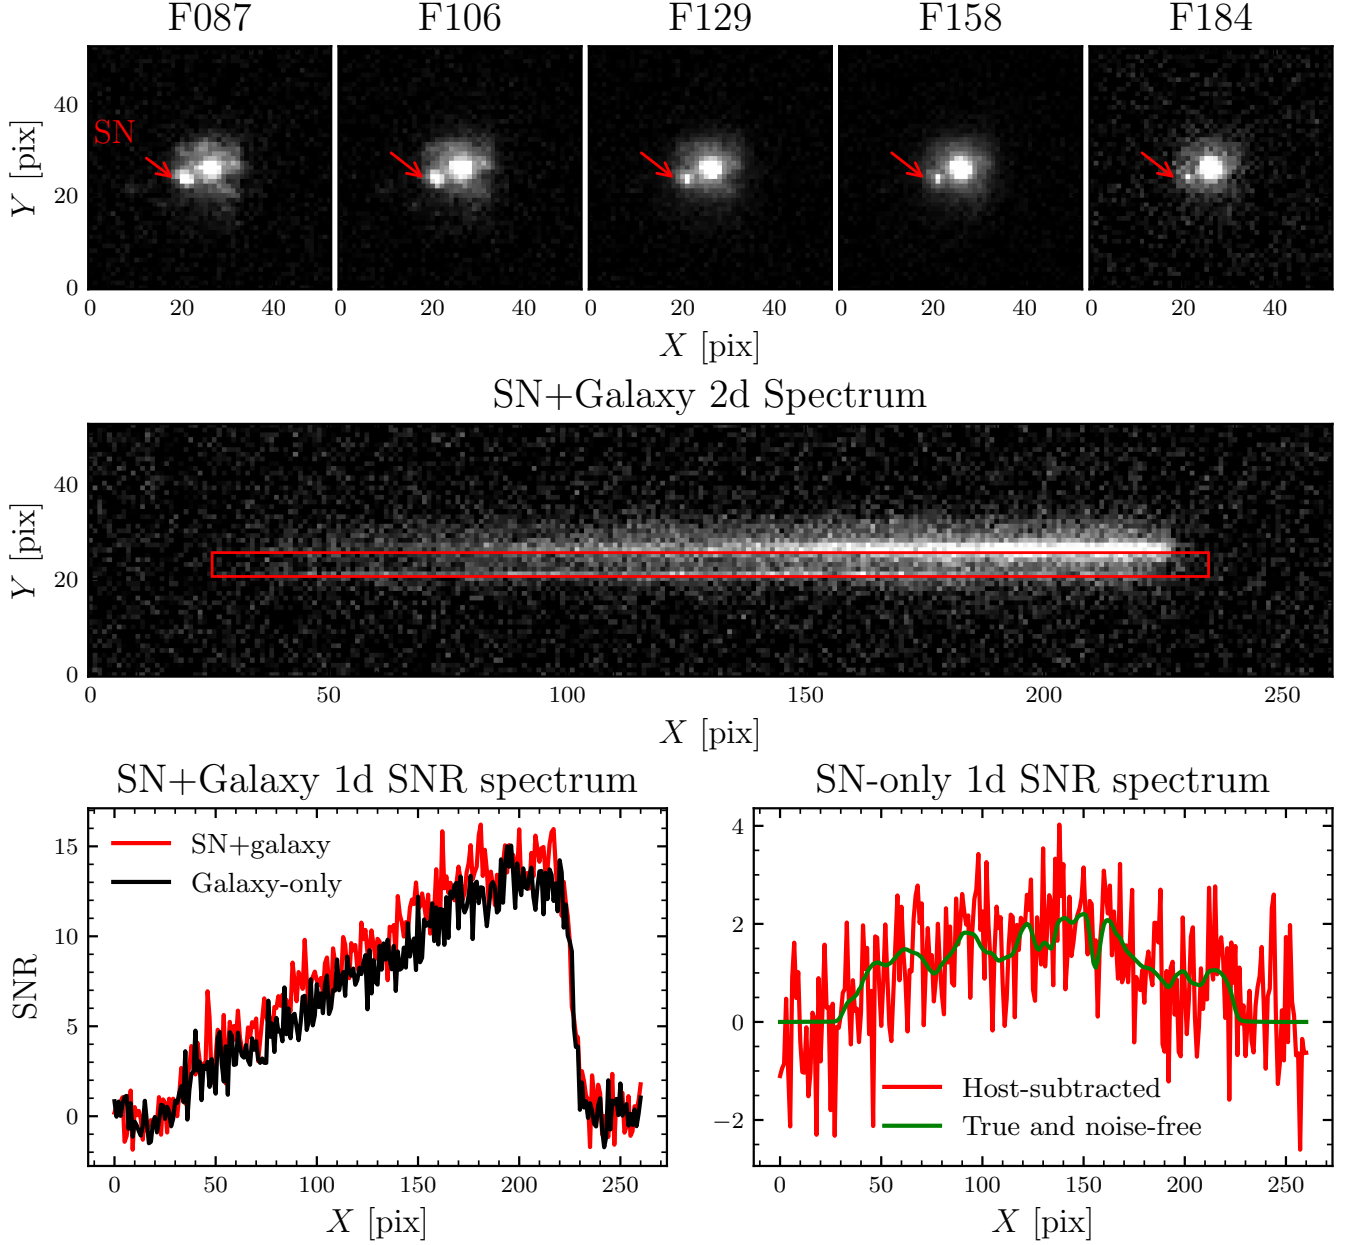 F087 F106 F129 F158 F184
SN
Y [pix]
40
20
0
0 20 40 0 20 40 0 20 40 0 20 40 0 20 40
X [pix]
SN+Galaxy 2d Spectrum
Y [pix]
40
20
0
0 50 100 150 200 250
X [pix]
SN+Galaxy 1d SNR spectrum
SNR
15
10
5
0
SN+galaxy
Galaxy-only
0 50 100 150 200 250
X [pix]
SN-only 1d SNR spectrum
4
2
0
−2
Host-subtracted
True and noise-free
0 50 100 150 200 250
X [pix]